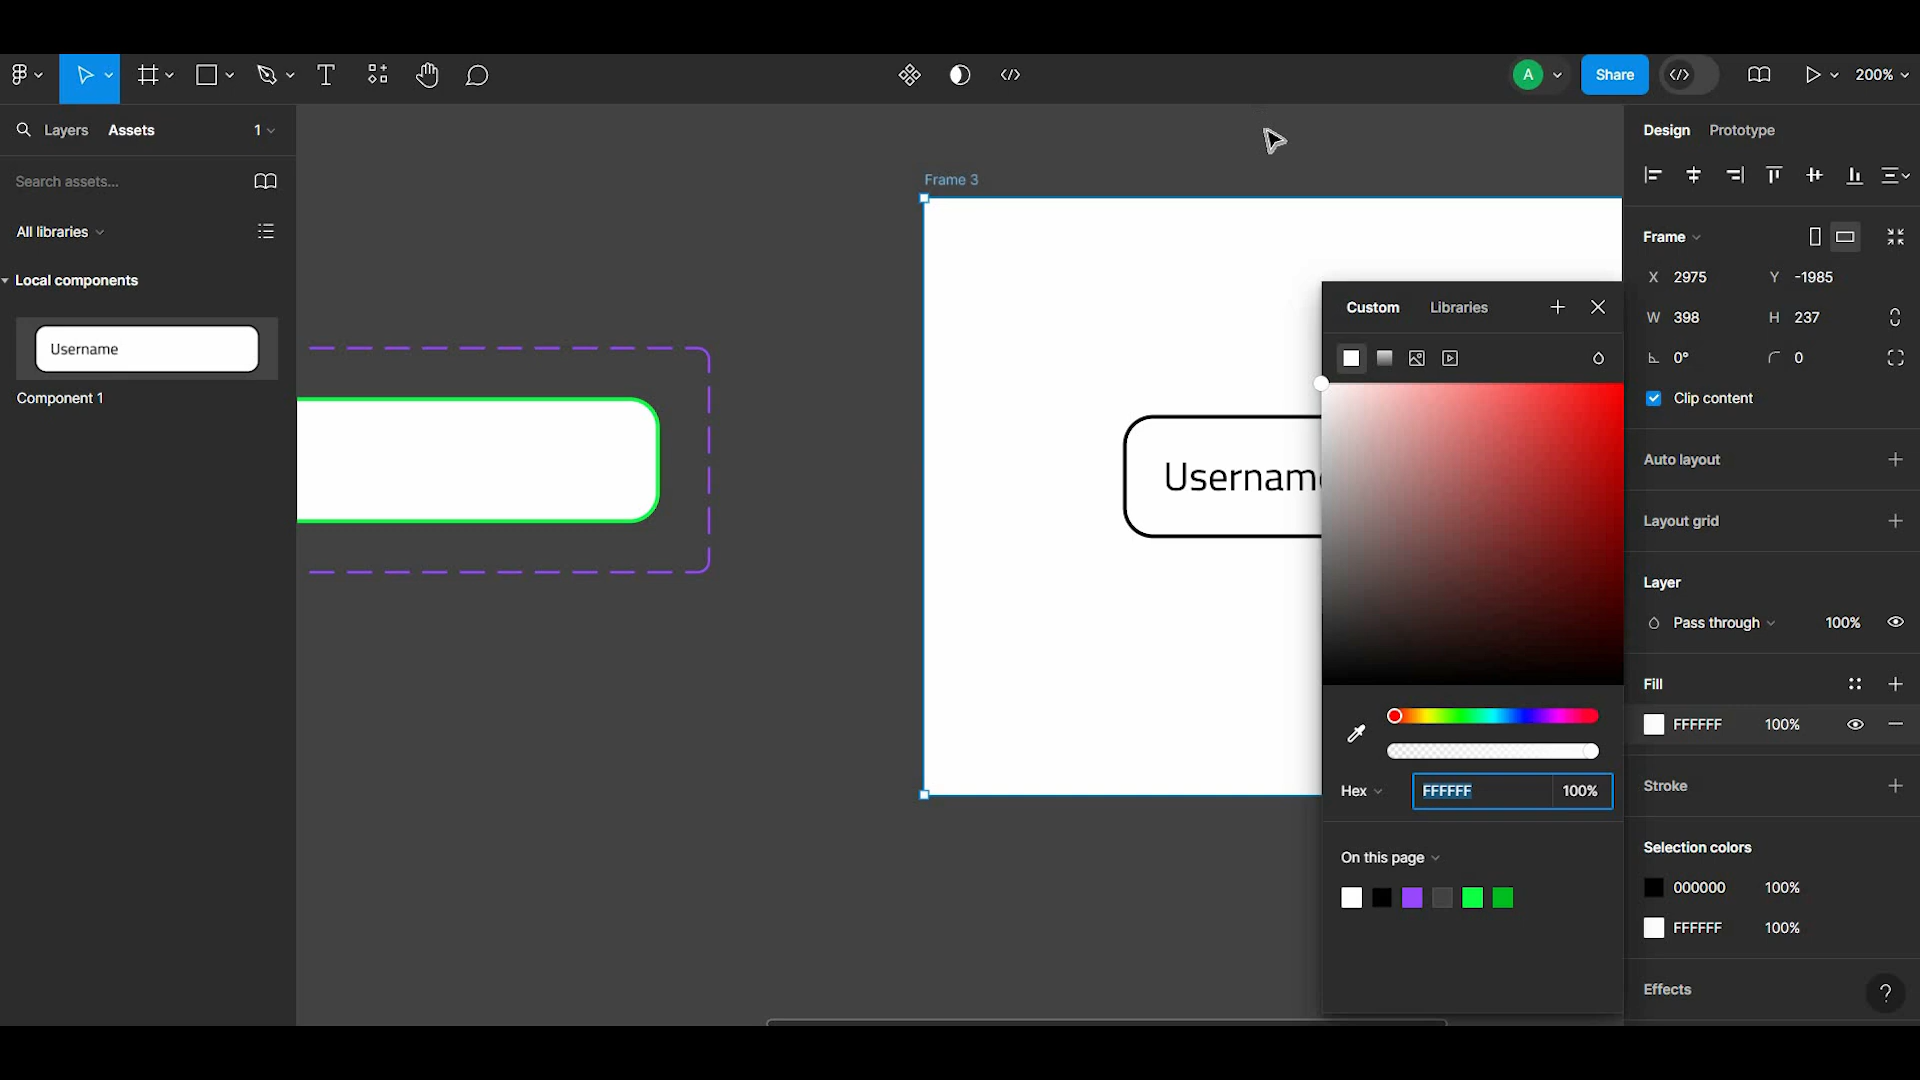 A
Share
200%
Layers
Assets
1
Search assets...
All libraries
Local components
Username
Component 1
Frame 3
Username
Custom
Libraries
Hex
FFFFFF
100%
On this page
Design
Prototype
Frame
X 2975
Y -1985
W 398
H 237
0°
0
Clip content
Auto layout
Layout grid
Layer
Pass through
100%
Fill
FFFFFF 100%
Stroke
Selection colors
000000 100%
FFFFFF 100%
Effects
?